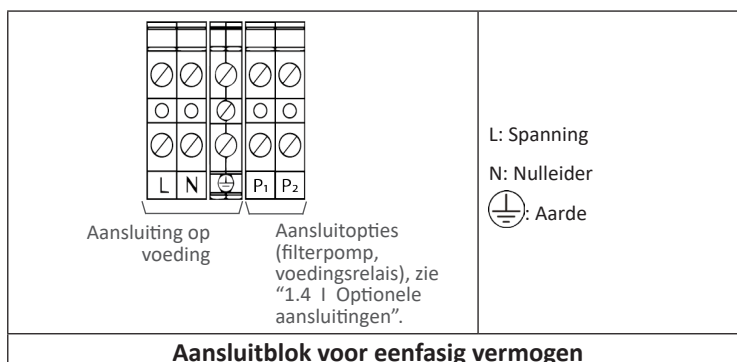 L N P₁ P₂
Aansluiting op
voeding
Aansluitopties
(filterpomp,
voedingsrelais), zie
“1.4 I Optionele
aansluitingen”.
L: Spanning
N: Nulleider
: Aarde
Aansluitblok voor eenfasig vermogen